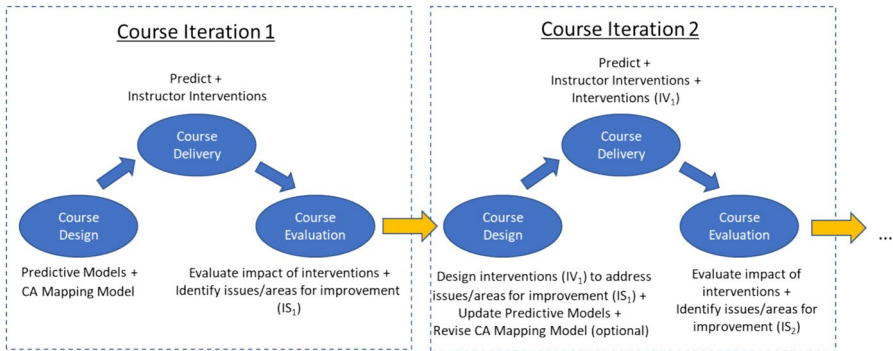 Course Iteration 1
Predict +
Instructor Interventions
Course
Delivery
Course
Design
Course
Evaluation
Predictive Models +
CA Mapping Model
Evaluate impact of interventions +
Identify issues/areas for improvement
(IS₁)
Course Iteration 2
Predict +
Instructor Interventions +
Interventions (IV₁)
Course
Delivery
Course
Design
Course
Evaluation
Design interventions (IV₁) to address
issues/areas for improvement (IS₁) +
Update Predictive Models +
Revise CA Mapping Model (optional)
Evaluate impact of
interventions +
Identify issues/areas for
improvement (IS₂)
...